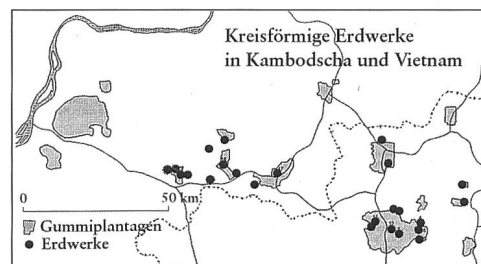 Kreisförmige Erdwerke
in Kambodscha und Vietnam
0 50 km
Gummiplantagen
Erdwerke